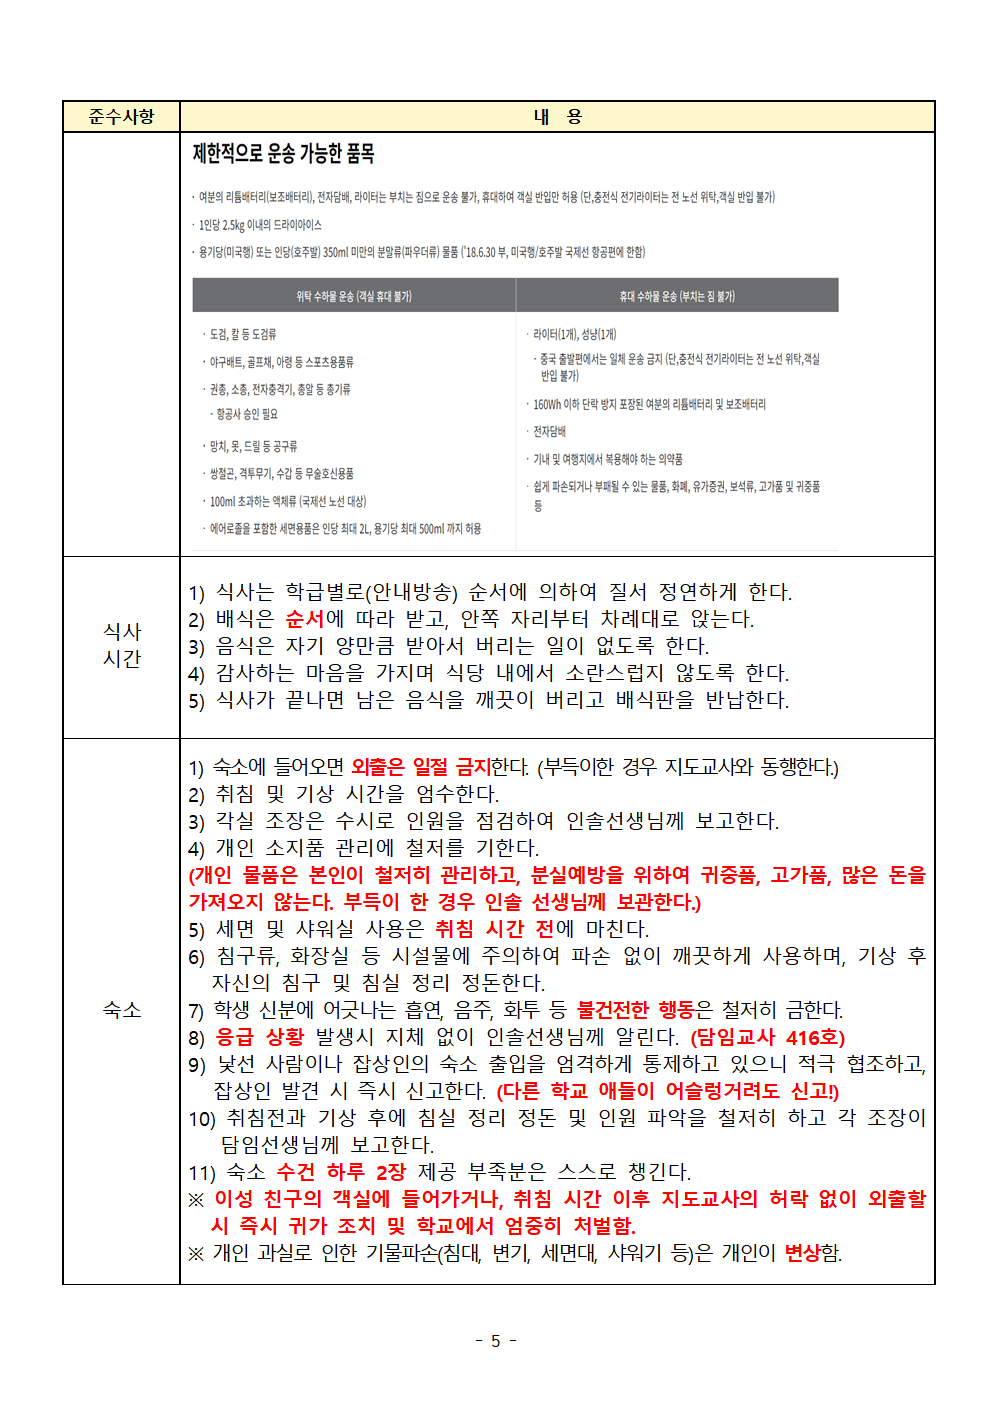 준수사항
내 용
제한적으로 운송 가능한 품목
· 여분의 리튬배터리(보조배터리), 전자담배, 라이터는 부치는 짐으로 운송 불가, 휴대하여 객실 반입만 허용 (단,충전식 전기라이터는 전 노선 위탁,객실 반입 불가)
· 1인당 2.5kg 이내의 드라이아이스
· 용기당(미국행) 또는 인당(호주발) 350ml 미만의 분말류(파우더류) 물품 ('18.6.30 부, 미국행/호주발 국제선 항공편에 한함)
위탁 수하물 운송 (객실 휴대 불가)
· 도검, 칼 등 도검류
· 야구배트, 골프채, 아령 등 스포츠용품류
· 권총, 소총, 전자충격기, 총알 등 총기류
- 항공사 승인 필요
· 망치, 못, 드릴 등 공구류
· 쌍절곤, 격투무기, 수갑 등 무술호신용품
· 100ml 초과하는 액체류 (국제선 노선 대상)
· 에어로졸을 포함한 세면용품은 인당 최대 2L, 용기당 최대 500ml 까지 허용
휴대 수하물 운송 (부치는 짐 불가)
· 라이터(1개), 성냥(1개)
- 중국 출발편에서는 일체 운송 금지 (단,충전식 전기라이터는 전 노선 위탁,객실
반입 불가)
· 160Wh 이하 단락 방지 포장된 여분의 리튬배터리 및 보조배터리
· 전자담배
· 기내 및 여행지에서 복용해야 하는 의약품
· 쉽게 파손되거나 부패될 수 있는 물품, 화폐, 유가증권, 보석류, 고가품 및 귀중품
등
식사
시간
1) 식사는 학급별로(안내방송) 순서에 의하여 질서 정연하게 한다.
2) 배식은 순서에 따라 받고, 안쪽 자리부터 차례대로 앉는다.
3) 음식은 자기 양만큼 받아서 버리는 일이 없도록 한다.
4) 감사하는 마음을 가지며 식당 내에서 소란스럽지 않도록 한다.
5) 식사가 끝나면 남은 음식을 깨끗이 버리고 배식판을 반납한다.
숙소
1) 숙소에 들어오면 외출은 일절 금지한다. (부득이한 경우 지도교사와 동행한다.)
2) 취침 및 기상 시간을 엄수한다.
3) 각실 조장은 수시로 인원을 점검하여 인솔선생님께 보고한다.
4) 개인 소지품 관리에 철저를 기한다.
(개인 물품은 본인이 철저히 관리하고, 분실예방을 위하여 귀중품, 고가품, 많은 돈을
가져오지 않는다. 부득이 한 경우 인솔 선생님께 보관한다.)
5) 세면 및 샤워실 사용은 취침 시간 전에 마친다.
6) 침구류, 화장실 등 시설물에 주의하여 파손 없이 깨끗하게 사용하며, 기상 후
자신의 침구 및 침실 정리 정돈한다.
7) 학생 신분에 어긋나는 흡연, 음주, 화투 등 불건전한 행동은 철저히 금한다.
8) 응급 상황 발생시 지체 없이 인솔선생님께 알린다. (담임교사 416호)
9) 낯선 사람이나 잡상인의 숙소 출입을 엄격하게 통제하고 있으니 적극 협조하고,
잡상인 발견 시 즉시 신고한다. (다른 학교 애들이 어슬렁거려도 신고!)
10) 취침전과 기상 후에 침실 정리 정돈 및 인원 파악을 철저히 하고 각 조장이
담임선생님께 보고한다.
11) 숙소 수건 하루 2장 제공 부족분은 스스로 챙긴다.
※ 이성 친구의 객실에 들어가거나, 취침 시간 이후 지도교사의 허락 없이 외출할
시 즉시 귀가 조치 및 학교에서 엄중히 처벌함.
※ 개인 과실로 인한 기물파손(침대, 변기, 세면대, 샤워기 등)은 개인이 변상함.
- 5 -